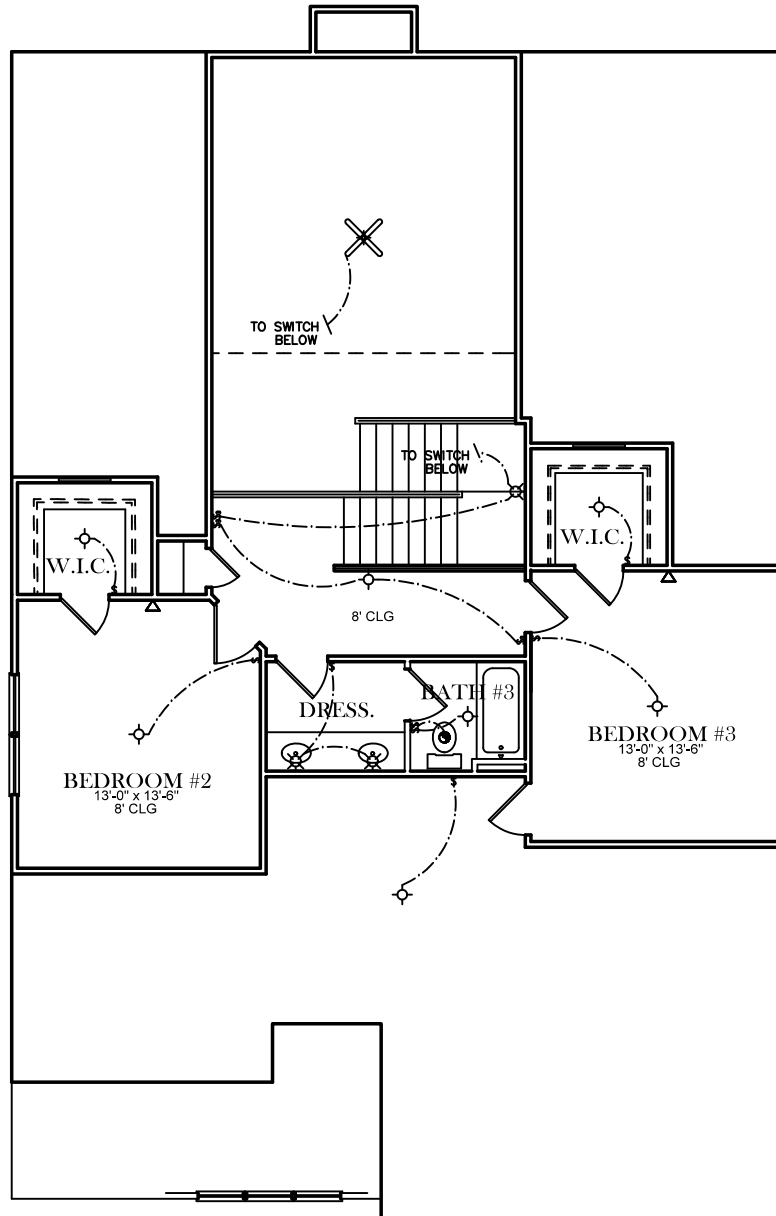 TO SWITCH
BELOW
TO SWITCH
BELOW
W.I.C.
W.I.C.
8' CLG
DRESS.
BATH #3
BEDROOM #2
13'-0" x 13'-6"
8' CLG
BEDROOM #3
13'-0" x 13'-6"
8' CLG